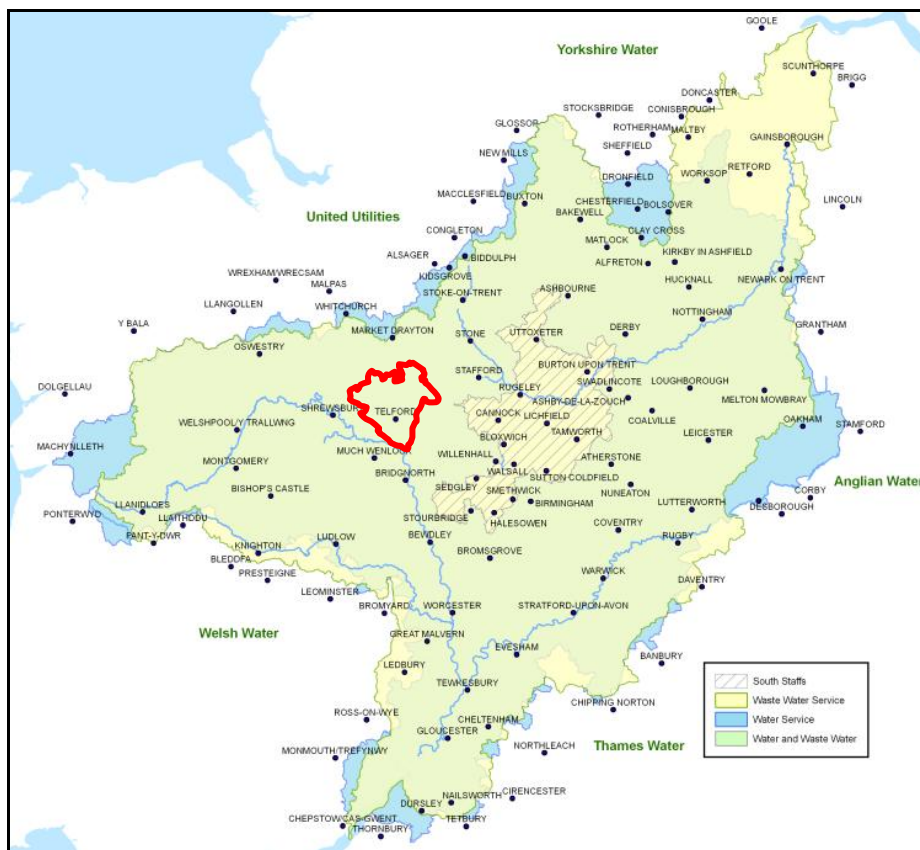 GOOLE
Yorkshire Water
SCUNTHORPE
BRIGG
DONCASTER
STOCKSBRIDGE
CONISBROUGH
GLOSSOP
ROTHERHAM
MALTBY
GAINSBOROUGH
SHEFFIELD
NEW MILLS
RETFORD
DRONFIELD
WORKSOP
MACCLESFIELD
BUXTON
CHESTERFIELD
BOLSOVER
LINCOLN
United Utilities
BAKEWELL
CONGLETON
CLAY CROSS
MATLOCK
KIRKBY IN ASHFIELD
ALSAGER
BIDDULPH
ALFRETON
WREXHAM/WRECSAM
KIDSGROVE
NEWARK ON TRENT
MALPAS
HUCKNALL
ASHBOURNE
STOKE-ON-TRENT
LLANGOLLEN
WHITCHURCH
NOTTINGHAM
Y BALA
MARKET DRAYTON
STONE
UTTOXETER
DERBY
GRANTHAM
OSWESTRY
BURTON UPON TRENT
STAFFORD
DOLGELLAU
RUGELEY
SWADLINCOTE
LOUGHBOROUGH
ASHBY-DE-LA-ZOUCH
MELTON MOWBRAY
SHREWSBURY
TELFORD
CANNOCK
LICHFIELD
COALVILLE
OAKHAM
WELSHPOOL/Y TRALLWNG
BLOXWICH
TAMWORTH
LEICESTER
STAMFORD
MACHYNLLETH
MUCH WENLOCK
WILLENHALL
ATHERSTONE
MONTGOMERY
BRIDGNORTH
WALSALL
SUTTON COLDFIELD
Anglian Water
SEDGLEY
NUNEATON
CORBY
BISHOP'S CASTLE
SMETHWICK
BIRMINGHAM
LUTTERWORTH
LLANIDLOES
DESBOROUGH
PONTERWYD
LLAITHDDU
STOURBRIDGE
HALESOWEN
COVENTRY
PANT-Y-DWR
LUDLOW
BEWDLEY
RUGBY
KNIGHTON
BROMSGROVE
BLEDDFA
PRESTEIGNE
WARWICK
DAVENTRY
LEOMINSTER
BROMYARD
WORCESTER
STRATFORD-UPON-AVON
Welsh Water
GREAT MALVERN
EVESHAM
BANBURY
LEDBURY
TEWKESBURY
South Staffs
CHIPPING NORTON
Waste Water Service
ROSS-ON-WYE
CHELTENHAM
Water Service
GLOUCESTER
Water and Waste Water
MONMOUTH/TREFYNWY
NORTHLEACH
Thames Water
CIRENCESTER
NAILSWORTH
DURSLEY
CHEPSTOW/CAS-GWENT
TETBURY
THORNBURY